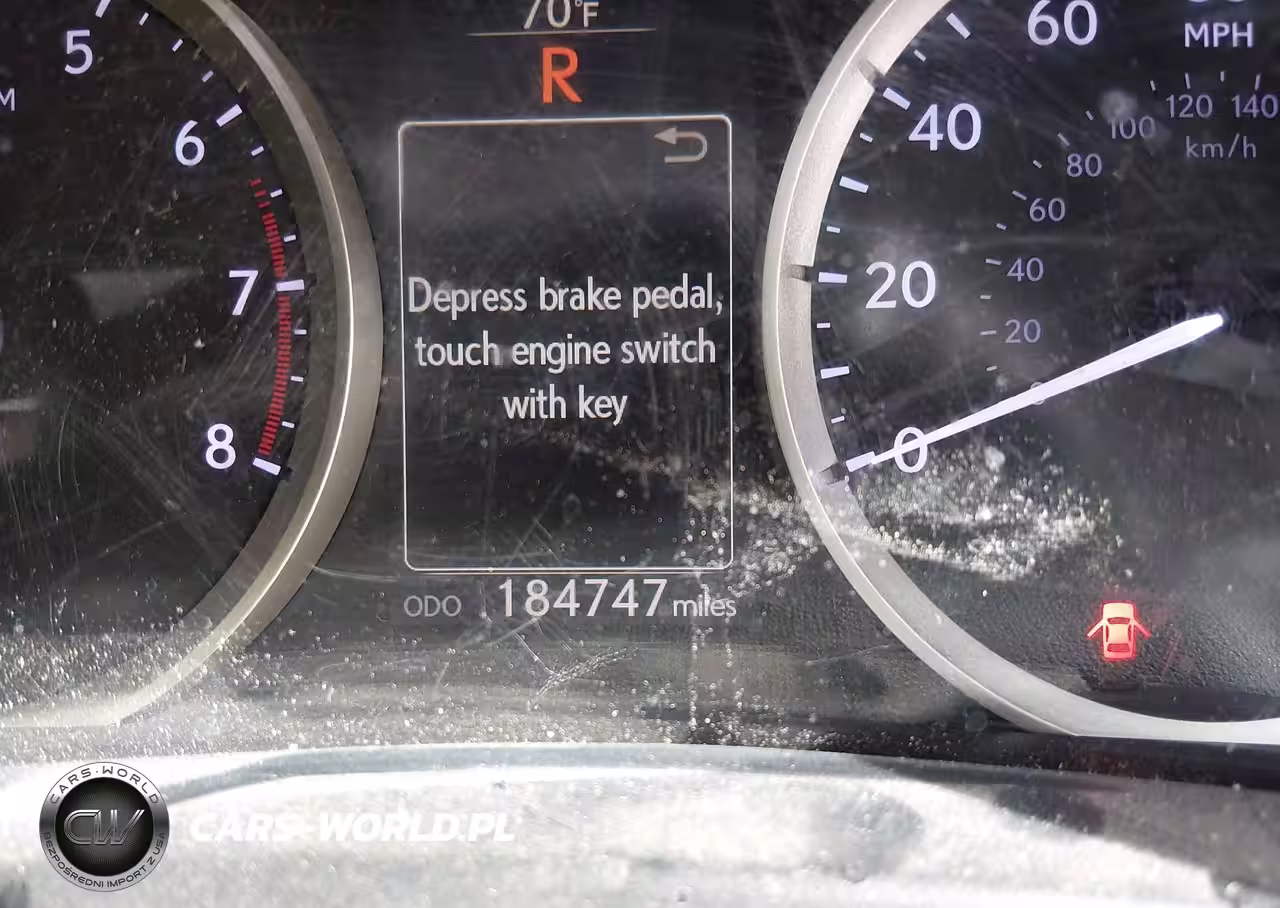 70°F
R
5
6
7
8
60
MPH
40
20
0
120 140
100
km/h
80
60
40
20
Depress brake pedal,
touch engine switch
with key
ODO 184747 miles
CARS-WORLD
CW
BEZPOŚREDNI IMPORT Z USA
CARS-WORLD.PL